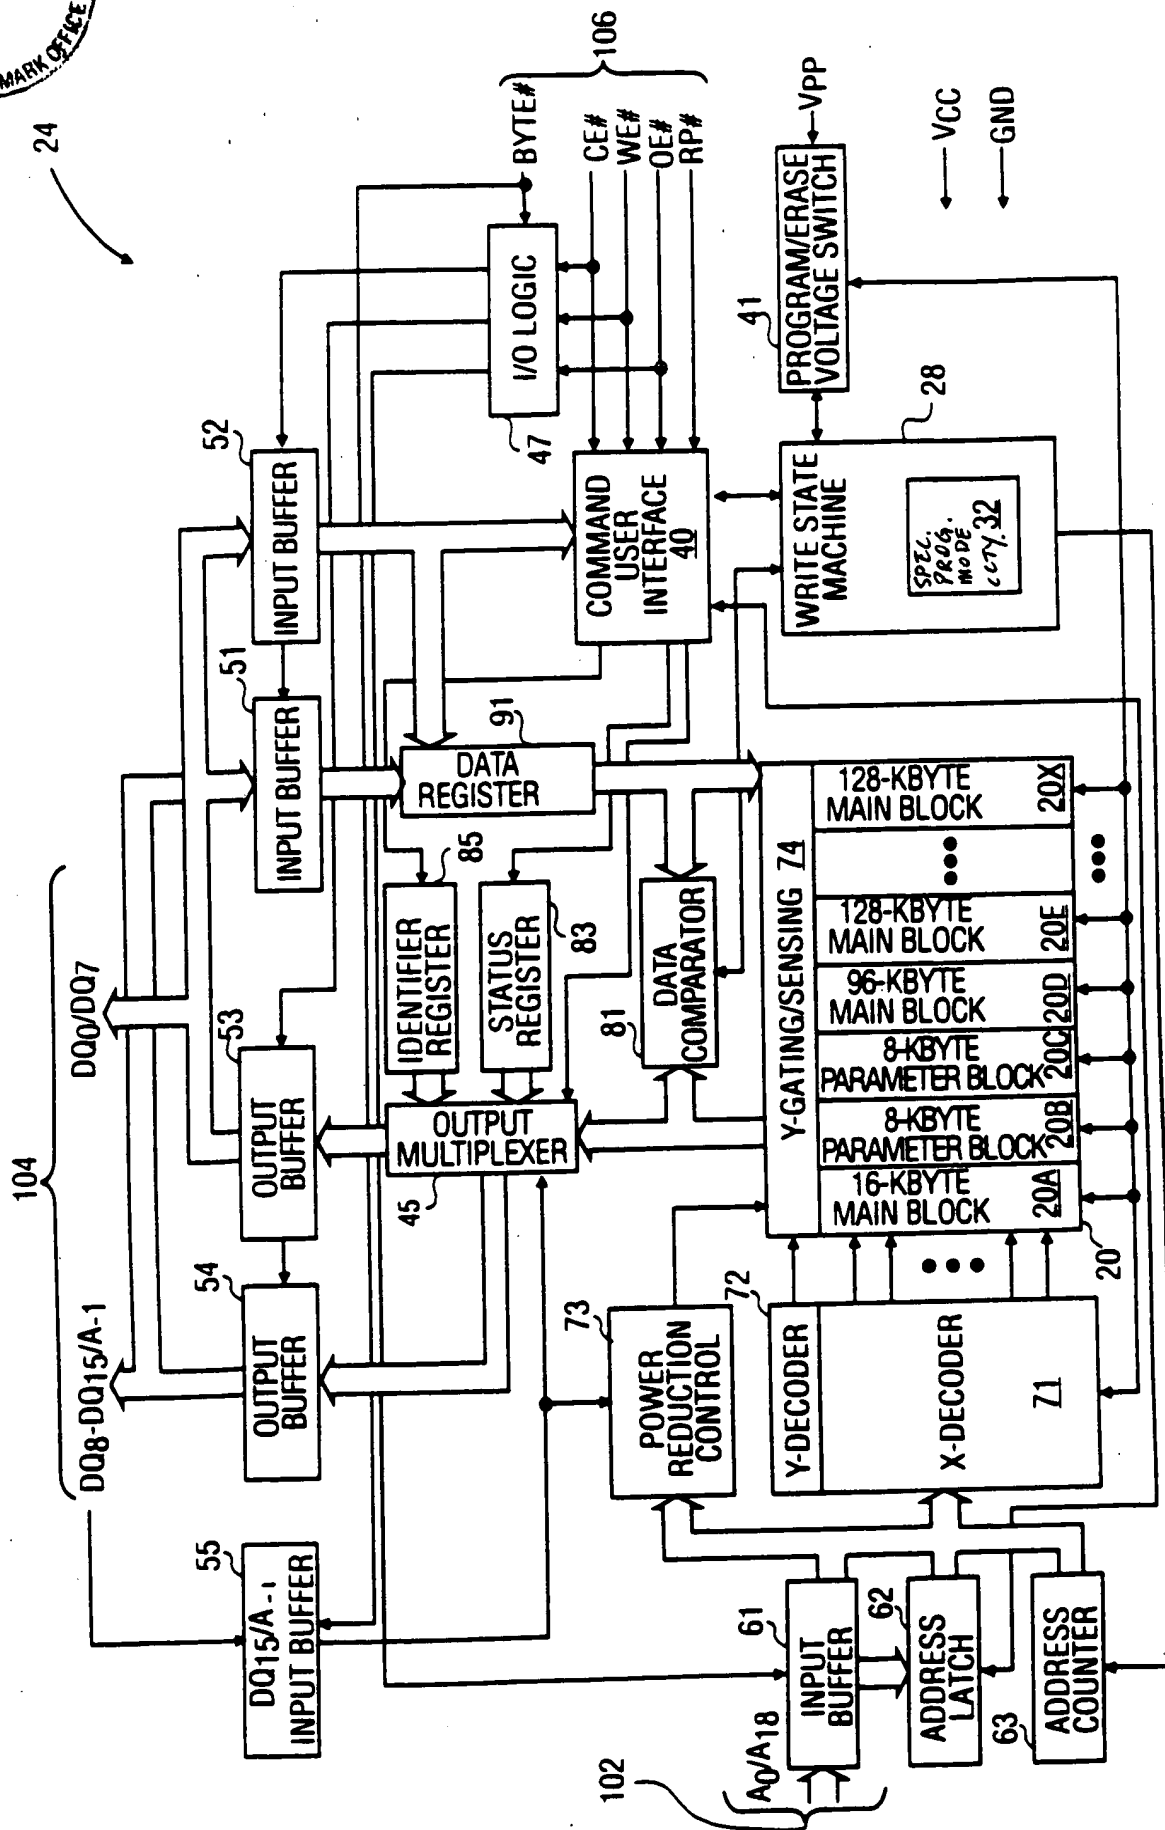 MARK OFFICE
24
104
DQ8-DQ15/A-1
DQ0/DQ7
55
DQ15/A-1
INPUT BUFFER
54
OUTPUT
BUFFER
53
OUTPUT
BUFFER
51
INPUT BUFFER
52
INPUT BUFFER
BYTE#
106
CE#
WE#
OE#
RP#
I/O LOGIC
47
45
OUTPUT
MULTIPLEXER
IDENTIFIER
REGISTER
85
STATUS
REGISTER
83
DATA
REGISTER
91
COMMAND
USER
INTERFACE
40
73
POWER
REDUCTION
CONTROL
81
DATA
COMPARATOR
WRITE STATE
MACHINE
28
SPEC.
PROG.
MODE
CCTY. 32
41
PROGRAM/ERASE
VOLTAGE SWITCH
VPP
VCC
GND
102
A0/A18
61
INPUT
BUFFER
62
ADDRESS
LATCH
63
ADDRESS
COUNTER
72
Y-DECODER
X-DECODER
71
Y-GATING/SENSING 74
16-KBYTE
MAIN BLOCK
20A
8-KBYTE
PARAMETER BLOCK
20B
8-KBYTE
PARAMETER BLOCK
20C
96-KBYTE
MAIN BLOCK
20D
128-KBYTE
MAIN BLOCK
20E
128-KBYTE
MAIN BLOCK
20X
20